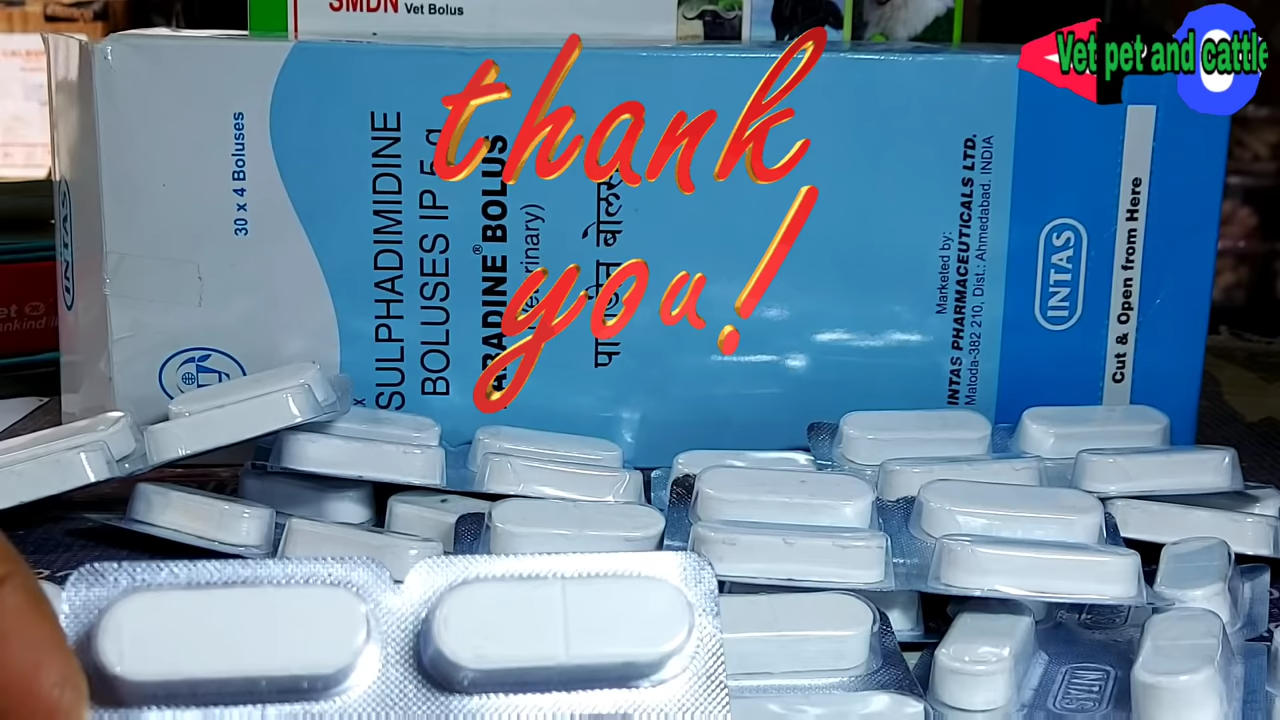 SMDN Vet Bolus
Vet pet and cattle
thank
you!
30 x 4 Boluses
INTAS
SULPHADIMIDINE
BOLUSES IP 5 g
BOLUS
Marketed by:
INTAS PHARMACEUTICALS LTD.
Matoda-382 210, Dist.: Ahmedabad. INDIA
INTAS
Cut & Open from Here
INTAS